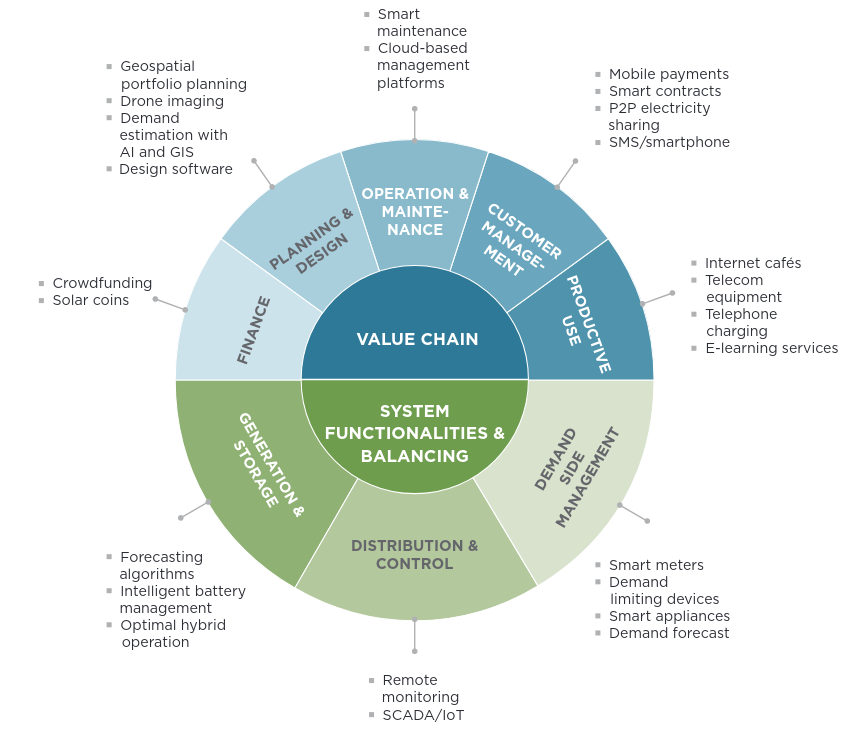 Smart
maintenance
Cloud-based
management
platforms
Geospatial
portfolio planning
Drone imaging
Demand
estimation with
AI and GIS
Design software
Mobile payments
Smart contracts
P2P electricity
sharing
SMS/smartphone
Crowdfunding
Solar coins
Internet cafés
Telecom
equipment
Telephone
charging
E-learning services
FINANCE
PLANNING &
DESIGN
OPERATION &
MAINTE-
NANCE
CUSTOMER
MANAGE-
MENT
PRODUCTIVE
USE
VALUE CHAIN
SYSTEM
FUNCTIONALITIES &
BALANCING
GENERATION &
STORAGE
DISTRIBUTION &
CONTROL
DEMAND
SIDE
MANAGEMENT
Forecasting
algorithms
Intelligent battery
management
Optimal hybrid
operation
Remote
monitoring
SCADA/IoT
Smart meters
Demand
limiting devices
Smart appliances
Demand forecast